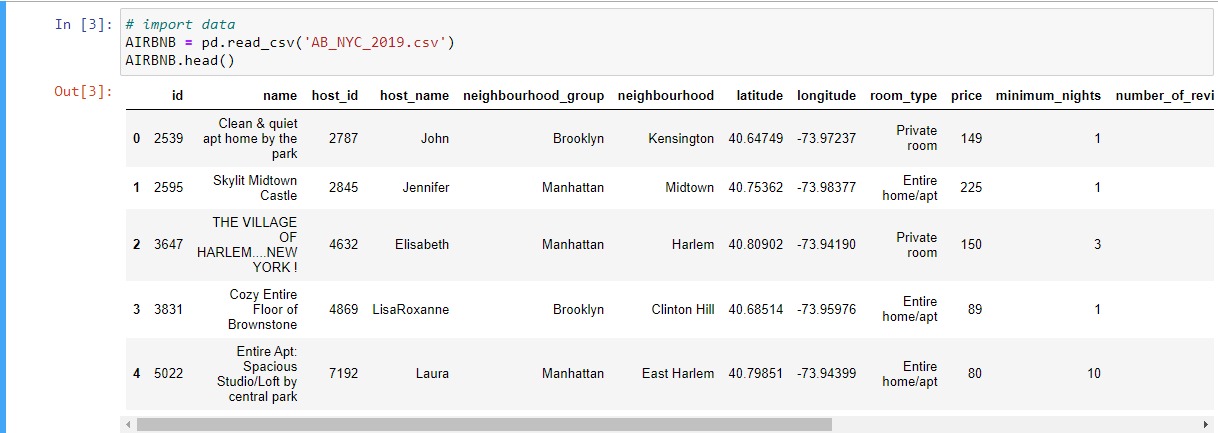 In [3]: # import data
AIRBNB = pd.read_csv('AB_NYC_2019.csv')
AIRBNB.head()
Out[3]:
id name host_id host_name neighbourhood_group neighbourhood latitude longitude room_type price minimum_nights number_of_revi
0 2539 Clean & quiet apt home by the park 2787 John Brooklyn Kensington 40.64749 -73.97237 Private room 149 1
1 2595 Skylit Midtown Castle 2845 Jennifer Manhattan Midtown 40.75362 -73.98377 Entire home/apt 225 1
2 3647 THE VILLAGE OF HARLEM....NEW YORK ! 4632 Elisabeth Manhattan Harlem 40.80902 -73.94190 Private room 150 3
3 3831 Cozy Entire Floor of Brownstone 4869 LisaRoxanne Brooklyn Clinton Hill 40.68514 -73.95976 Entire home/apt 89 1
4 5022 Entire Apt: Spacious Studio/Loft by central park 7192 Laura Manhattan East Harlem 40.79851 -73.94399 Entire home/apt 80 10